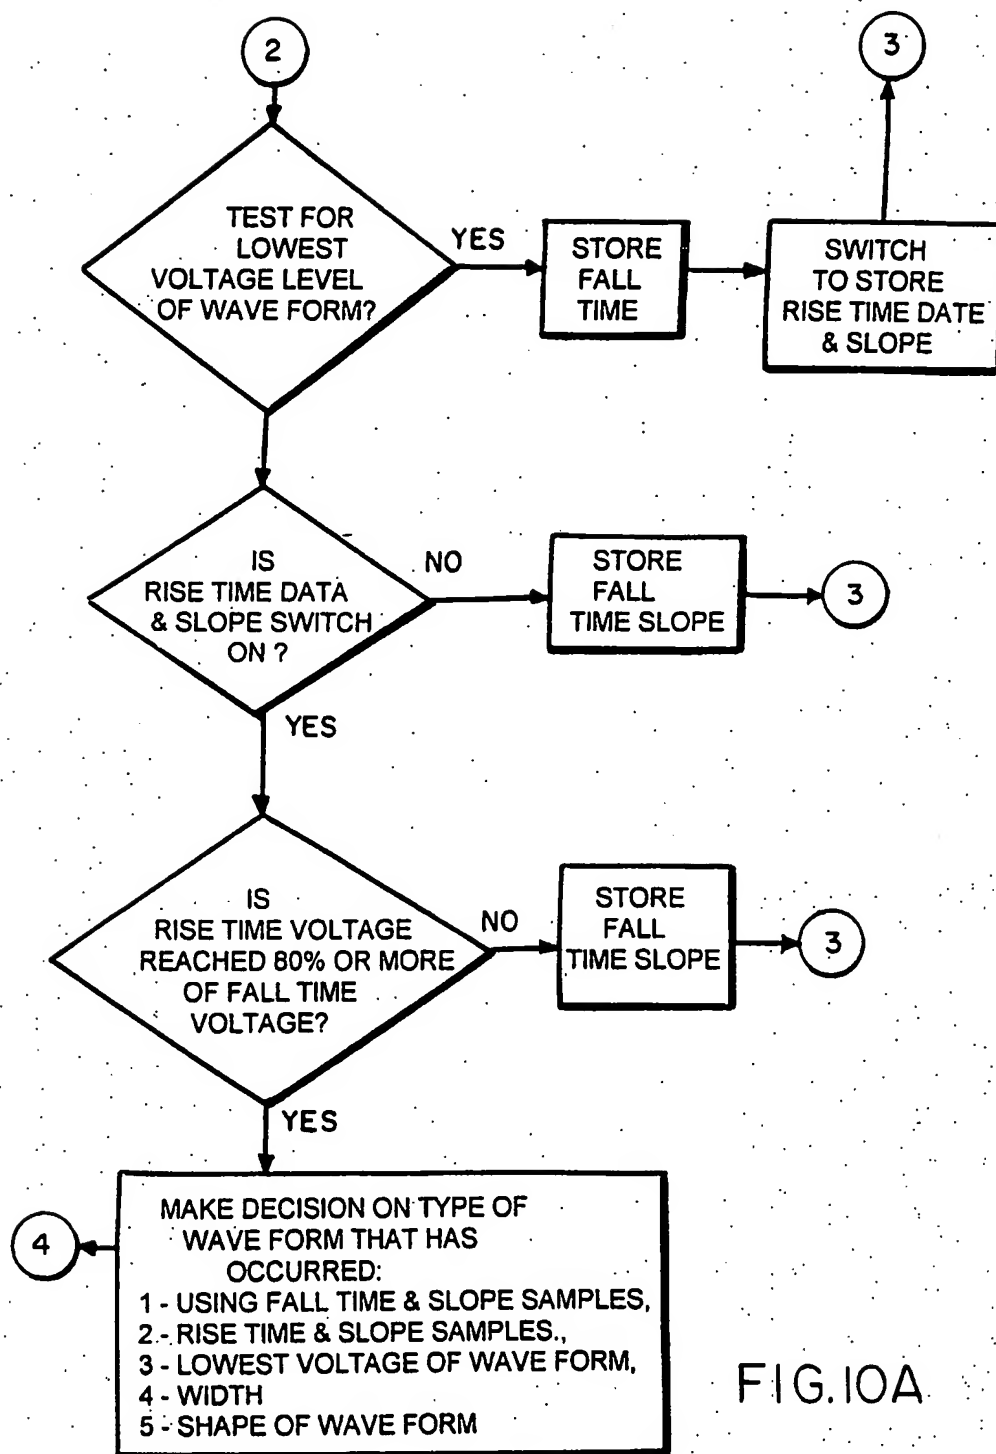 2
3
TEST FOR
LOWEST
VOLTAGE LEVEL
OF WAVE FORM?
YES
STORE
FALL
TIME
SWITCH
TO STORE
RISE TIME DATE
& SLOPE
IS
RISE TIME DATA
& SLOPE SWITCH
ON ?
NO
STORE
FALL
TIME SLOPE
3
YES
IS
RISE TIME VOLTAGE
REACHED 80% OR MORE
OF FALL TIME
VOLTAGE?
NO
STORE
FALL
TIME SLOPE
3
YES
4
MAKE DECISION ON TYPE OF
WAVE FORM THAT HAS
OCCURRED:
1 - USING FALL TIME & SLOPE SAMPLES,
2 - RISE TIME & SLOPE SAMPLES.,
3 - LOWEST VOLTAGE OF WAVE FORM,
4 - WIDTH
5 - SHAPE OF WAVE FORM
FIG.10A